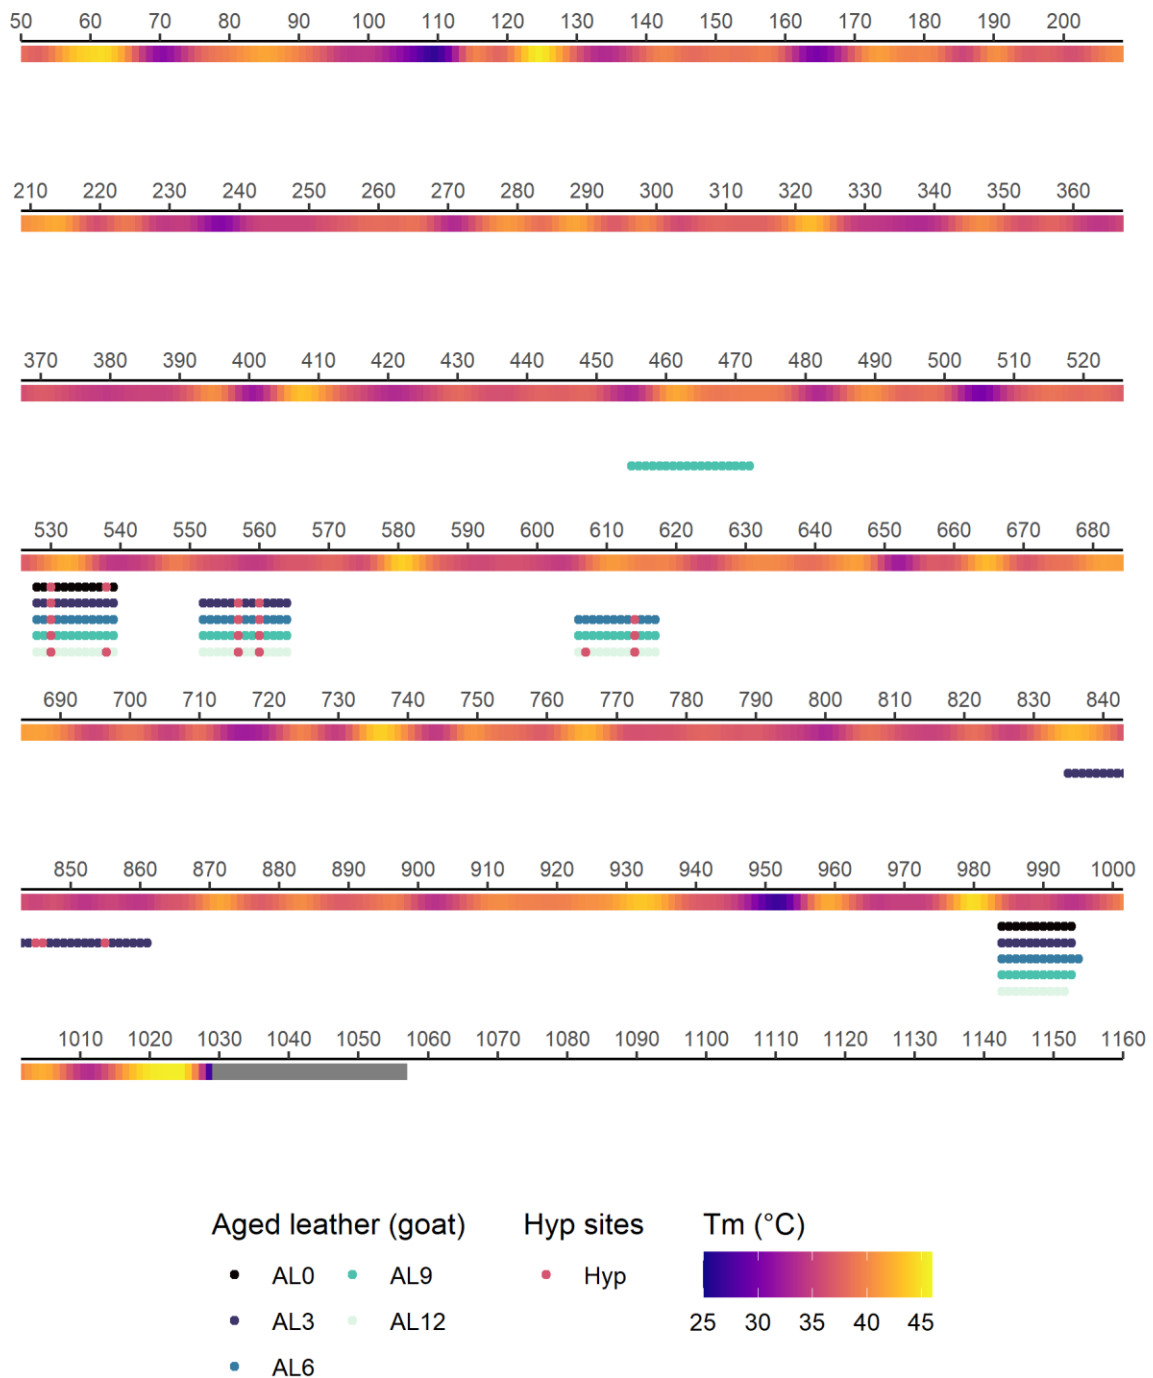 50 60 70 80 90 100 110 120 130 140 150 160 170 180 190 200
210 220 230 240 250 260 270 280 290 300 310 320 330 340 350 360
370 380 390 400 410 420 430 440 450 460 470 480 490 500 510 520
530 540 550 560 570 580 590 600 610 620 630 640 650 660 670 680
690 700 710 720 730 740 750 760 770 780 790 800 810 820 830 840
850 860 870 880 890 900 910 920 930 940 950 960 970 980 990 1000
1010 1020 1030 1040 1050 1060 1070 1080 1090 1100 1110 1120 1130 1140 1150 1160
Aged leather (goat) Hyp sites Tm (°C)
AL0 AL9 Hyp
25 30 35 40 45
AL3 AL12
AL6